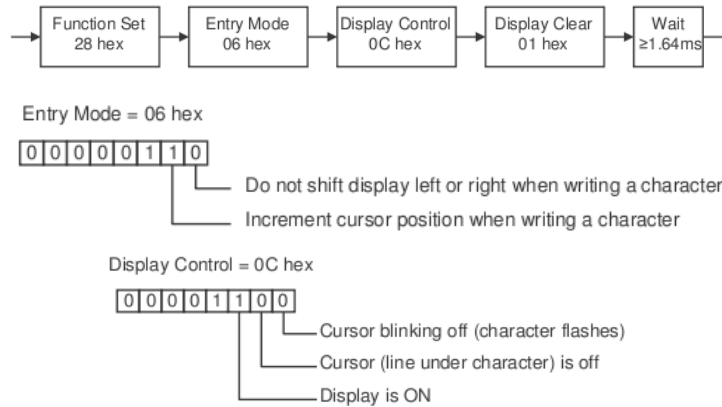 Function Set Entry Mode Display Control Display Clear Wait
28 hex 06 hex 0C hex 01 hex ≥1.64ms
Entry Mode = 06 hex
0 0 0 0 0 1 1 0
Do not shift display left or right when writing a character
Increment cursor position when writing a character
Display Control = 0C hex
0 0 0 0 1 1 0 0
Cursor blinking off (character flashes)
Cursor (line under character) is off
Display is ON